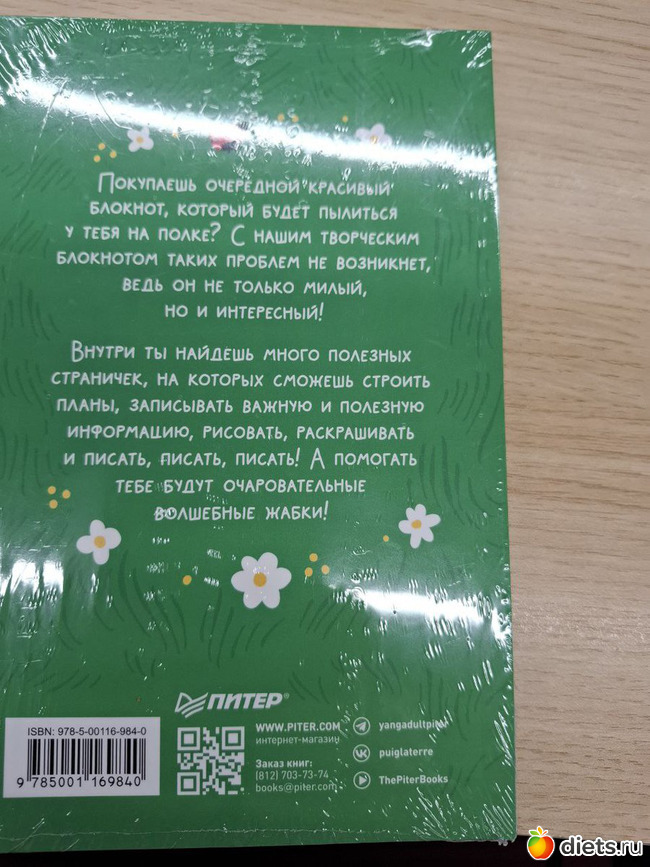 Покупаешь очередной красивый
блокнот, который будет пылиться
у тебя на полке? С нашим творческим
блокнотом таких проблем не возникнет,
ведь он не только милый,
но и интересный!
Внутри ты найдешь много полезных
страничек, на которых сможешь строить
планы, записывать важную и полезную
информацию, рисовать, раскрашивать
и писать, писать, писать! А помогать
тебе будут очаровательные
волшебные жабки!
ПИТЕР®
ISBN: 978-5-00116-984-0
9 785001 169840
WWW.PITER.COM
интернет-магазин
Заказ книг:
(812) 703-73-74
books@piter.com
yangadultpiter
puiglaterre
ThePiterBooks
diets.ru